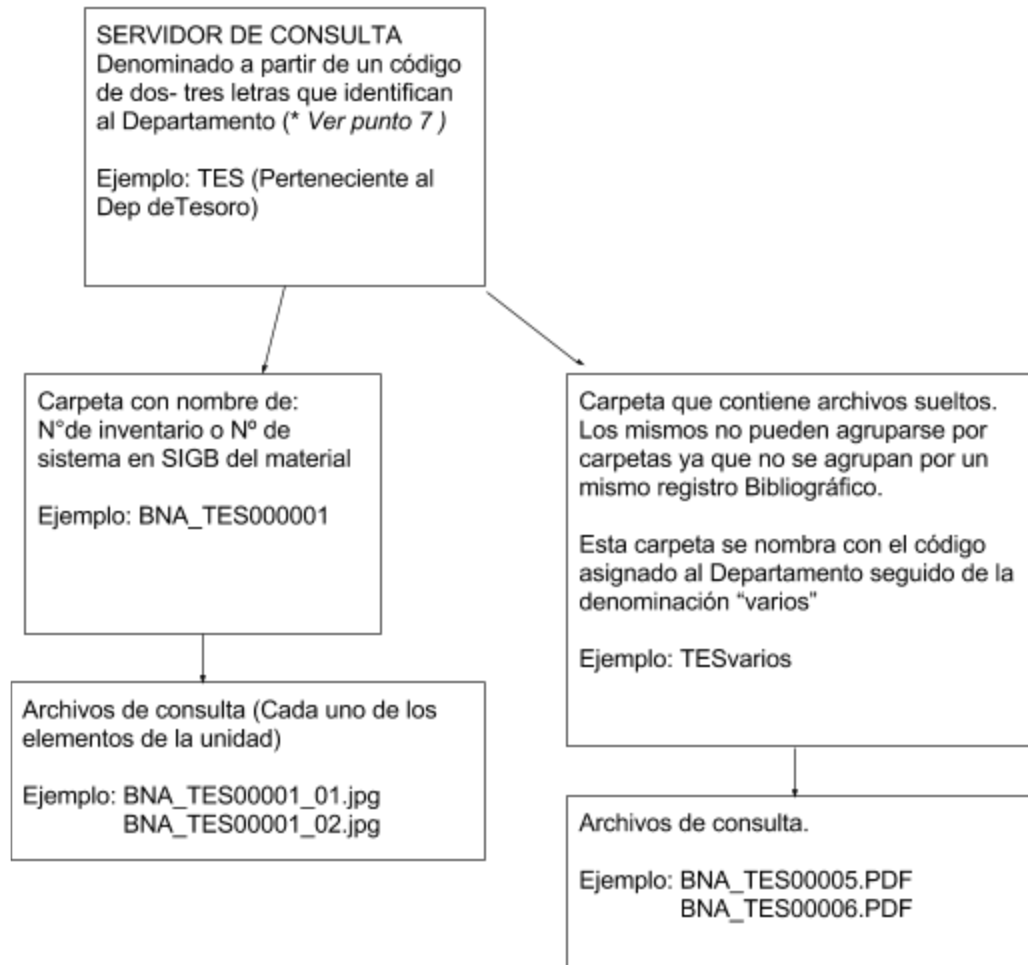 SERVIDOR DE CONSULTA
Denominado a partir de un código
de dos- tres letras que identifican
al Departamento (* Ver punto 7 )
Ejemplo: TES (Perteneciente al
Dep deTesoro)
Carpeta con nombre de:
N°de inventario o Nº de
sistema en SIGB del material
Ejemplo: BNA_TES000001
Archivos de consulta (Cada uno de los
elementos de la unidad)
Ejemplo: BNA_TES00001_01.jpg
BNA_TES00001_02.jpg
Carpeta que contiene archivos sueltos.
Los mismos no pueden agruparse por
carpetas ya que no se agrupan por un
mismo registro Bibliográfico.
Esta carpeta se nombra con el código
asignado al Departamento seguido de la
denominación “varios”
Ejemplo: TESvarios
Archivos de consulta.
Ejemplo: BNA_TES00005.PDF
BNA_TES00006.PDF